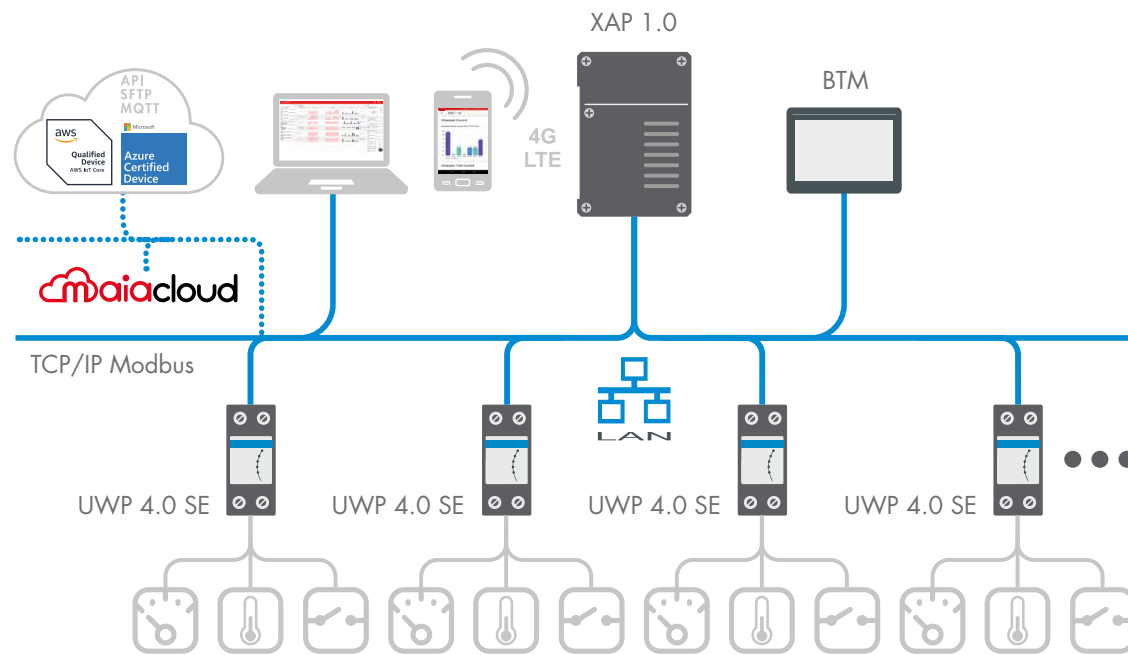 XAP 1.0
BTM
API
SFTP
MQTT
aws
Qualified
Device
AWS IoT Core
Microsoft
Azure
Certified
Device
4G
LTE
maiacloud
TCP/IP Modbus
LAN
UWP 4.0 SE
UWP 4.0 SE
UWP 4.0 SE
UWP 4.0 SE